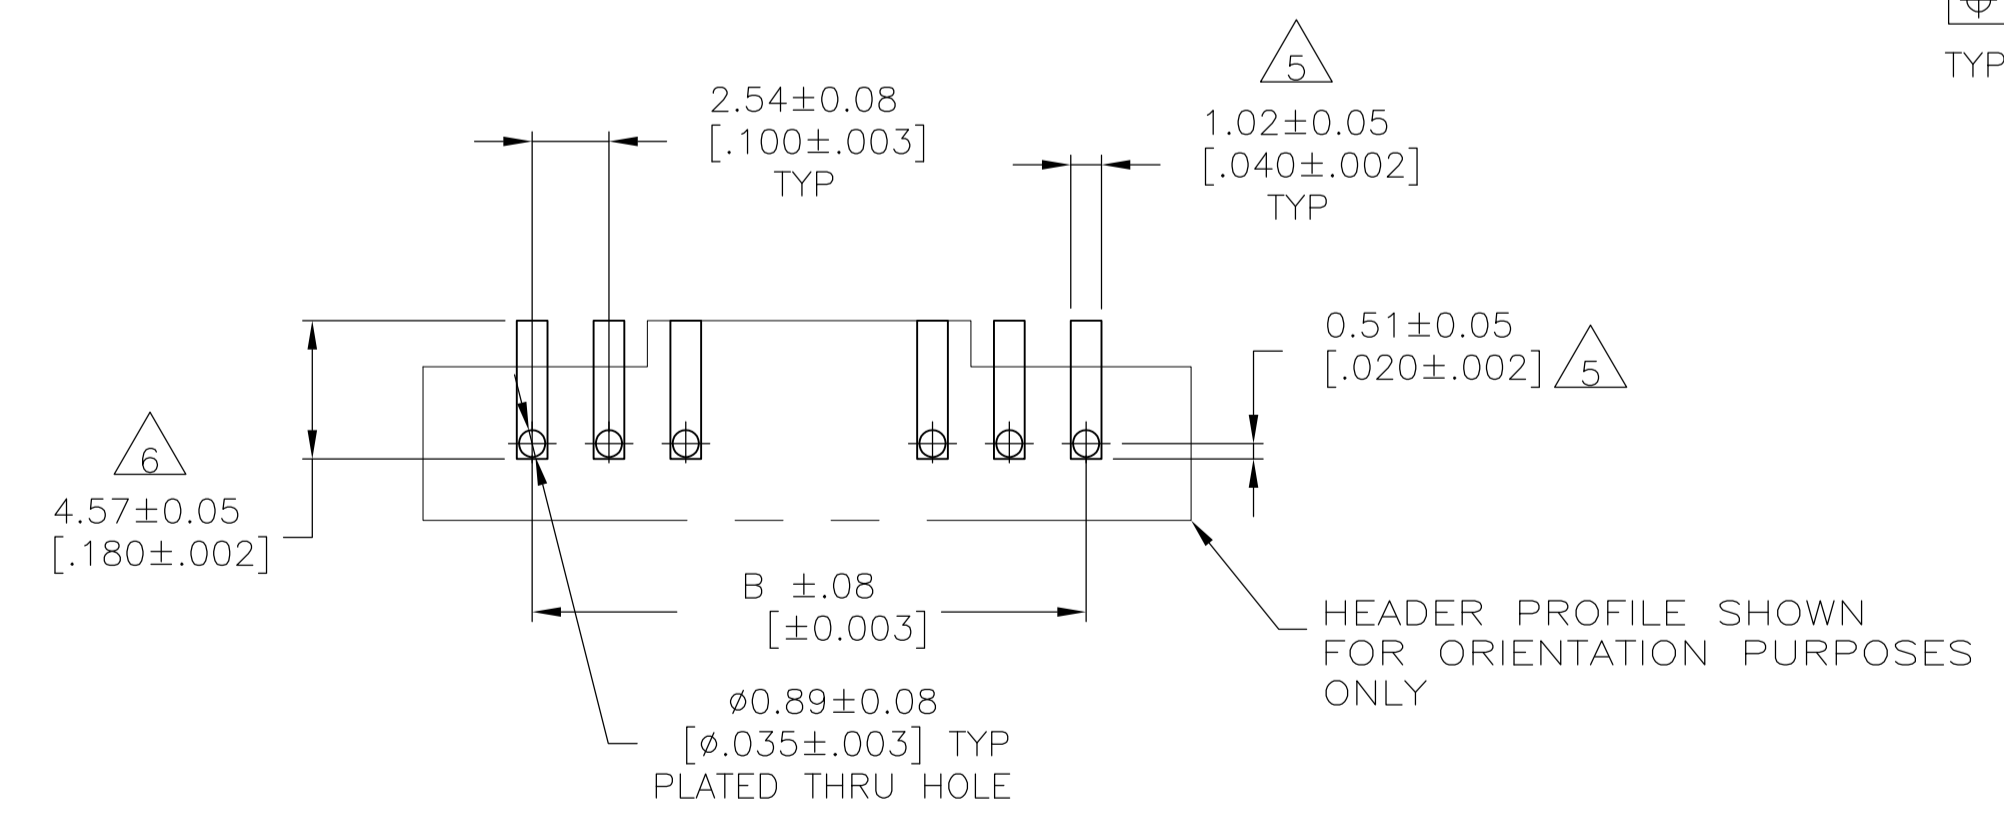 TYP
5
2.54±0.08
[.100±.003]
TYP
1.02±0.05
[.040±.002]
TYP
0.51±0.05
[.020±.002]
5
6
4.57±0.05
[.180±.002]
B ±.08
[±0.003]
HEADER PROFILE SHOWN
FOR ORIENTATION PURPOSES
ONLY
⌀0.89±0.08
[⌀.035±.003] TYP
PLATED THRU HOLE